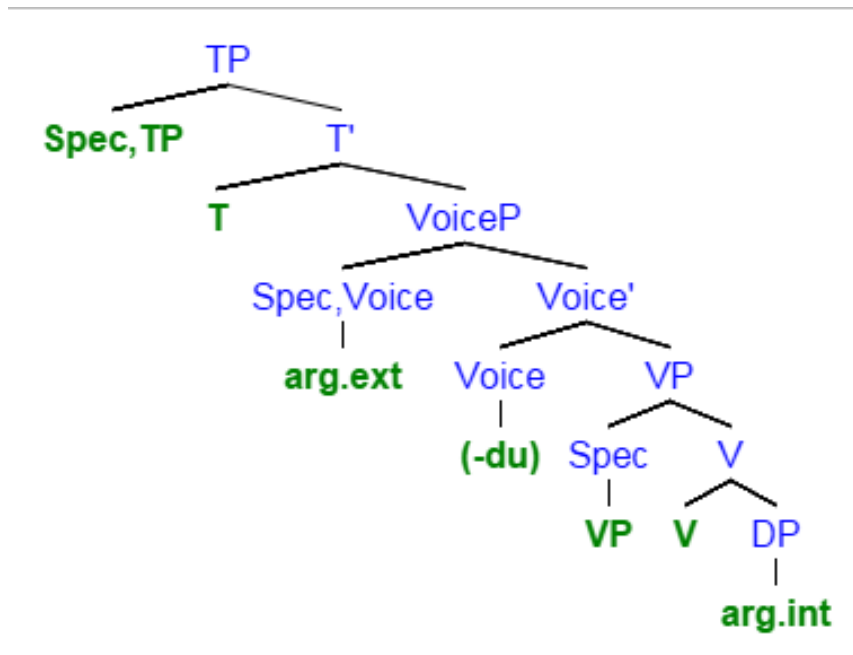 TP
Spec,TP T'
T VoiceP
Spec,Voice Voice'
arg.ext Voice VP
(-du) Spec V
VP V DP
arg.int